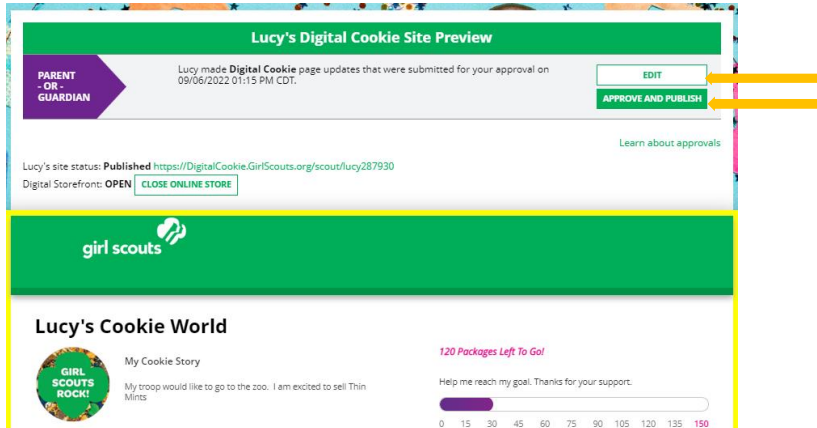 Lucy's Digital Cookie Site Preview
PARENT
- OR -
GUARDIAN
Lucy made Digital Cookie page updates that were submitted for your approval on
09/06/2022 01:15 PM CDT.
EDIT
APPROVE AND PUBLISH
Learn about approvals
Lucy's site status: Published https://DigitalCookie.GirlScouts.org/scout/lucy287930
Digital Storefront: OPEN CLOSE ONLINE STORE
girl scouts
Lucy's Cookie World
GIRL
SCOUTS
ROCK!
My Cookie Story
My troop would like to go to the zoo. I am excited to sell Thin
Mints
120 Packages Left To Go!
Help me reach my goal. Thanks for your support.
0 15 30 45 60 75 90 105 120 135 150